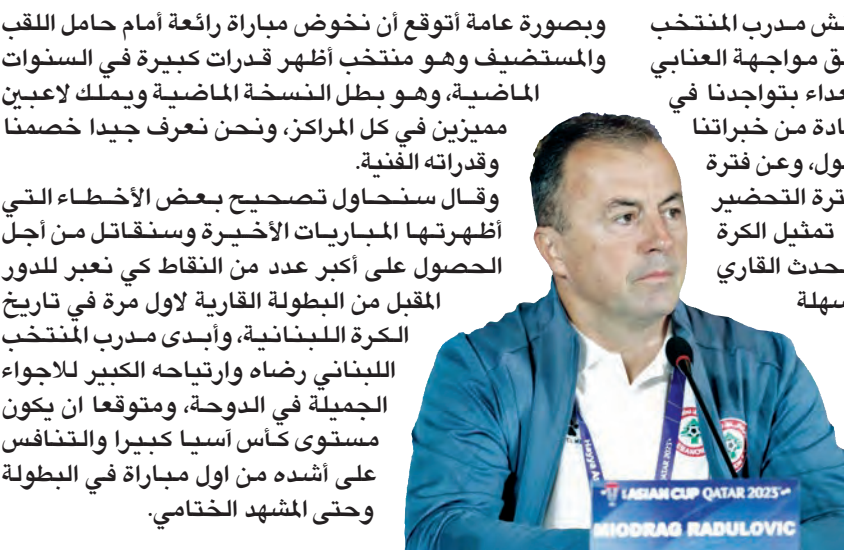 ش مدرب المنتخب
ق مواجهة العنابي
عداء بتواجدنا في
ادة من خبراتنا
ول، وعن فترة
ترة التحضير
تمثيل الكرة
حدث القاري
سهلة
وبصورة عامة أتوقع أن نخوض مباراة رائعة أمام حامل اللقب
والمستضيف وهو منتخب أظهر قدرات كبيرة في السنوات
الماضية، وهو بطل النسخة الماضية ويملك لاعبين
مميزين في كل المراكز، ونحن نعرف جيدا خصمنا
وقدراته الفنية.
وقال سنحاول تصحيح بعض الأخطاء التي
أظهرتها المباريات الأخيرة وسنقاتل من أجل
الحصول على أكبر عدد من النقاط كي نعبر للدور
المقبل من البطولة القارية لاول مرة في تاريخ
الكرة اللبنانية، وأبدى مدرب المنتخب
اللبناني رضاه وارتياحه الكبير للاجواء
الجميلة في الدوحة، ومتوقعا ان يكون
مستوى كأس آسيا كبيرا والتنافس
على أشده من اول مباراة في البطولة
وحتى المشهد الختامي.
ASIAN CUP QATAR 2023
MIODRAG RADULOVIC